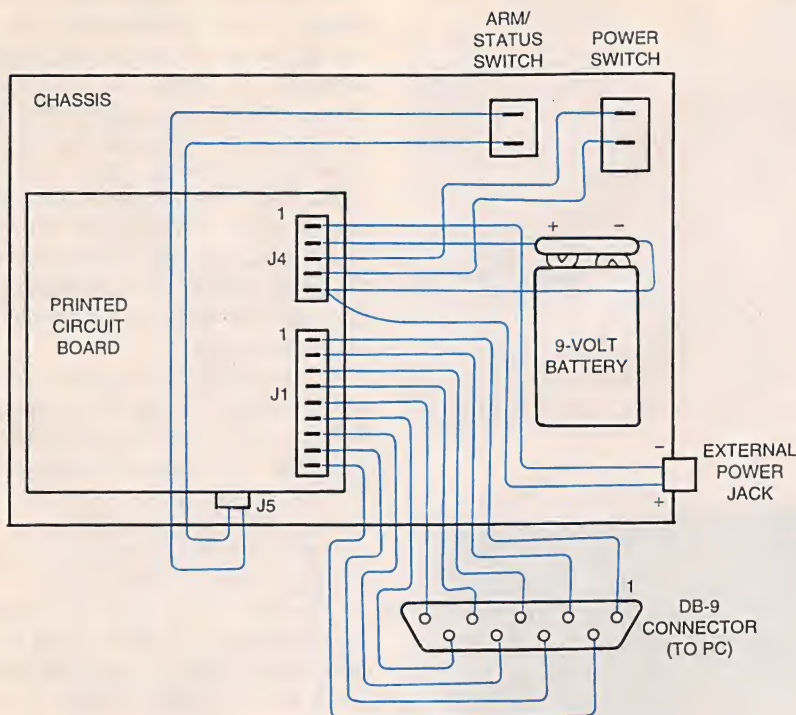 ARM/
STATUS
SWITCH
POWER
SWITCH
CHASSIS
1
J4
+ −
PRINTED
CIRCUIT
BOARD
1
J1
9-VOLT
BATTERY
−
+
EXTERNAL
POWER
JACK
J5
1
DB-9
CONNECTOR
(TO PC)